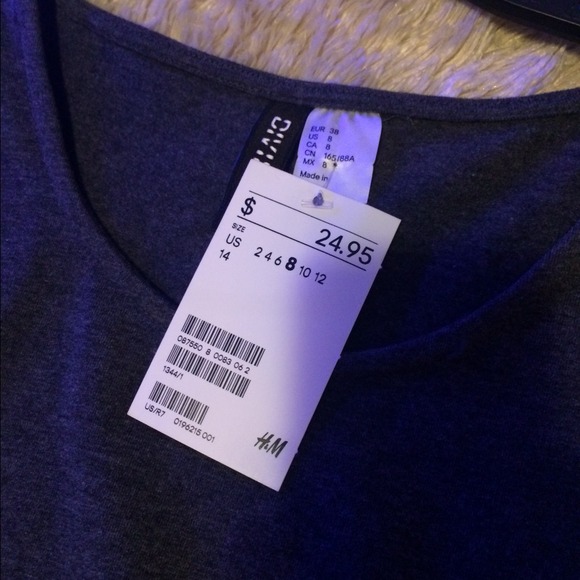 DIVIDED
EUR 38
US 8
CA 8
CN 165/88A
MX 8
Made in
$ 24.95
SIZE
US 2 4 6 8 10 12
14
087550 8 0083 06 2
1344/1
US/R7 0196215 001
H&M